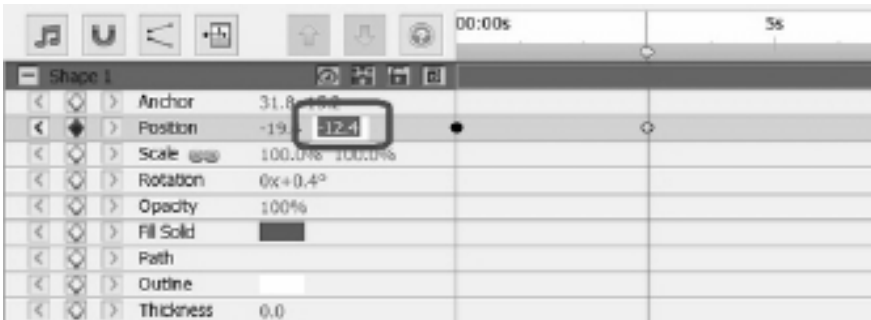 00:00s 5s
Shape 1
Anchor 31.8
Position -19. -12.4
Scale 100.0% 100.0%
Rotation 0x+0.4°
Opacity 100%
Fill Solid
Path
Outline
Thickness 0.0